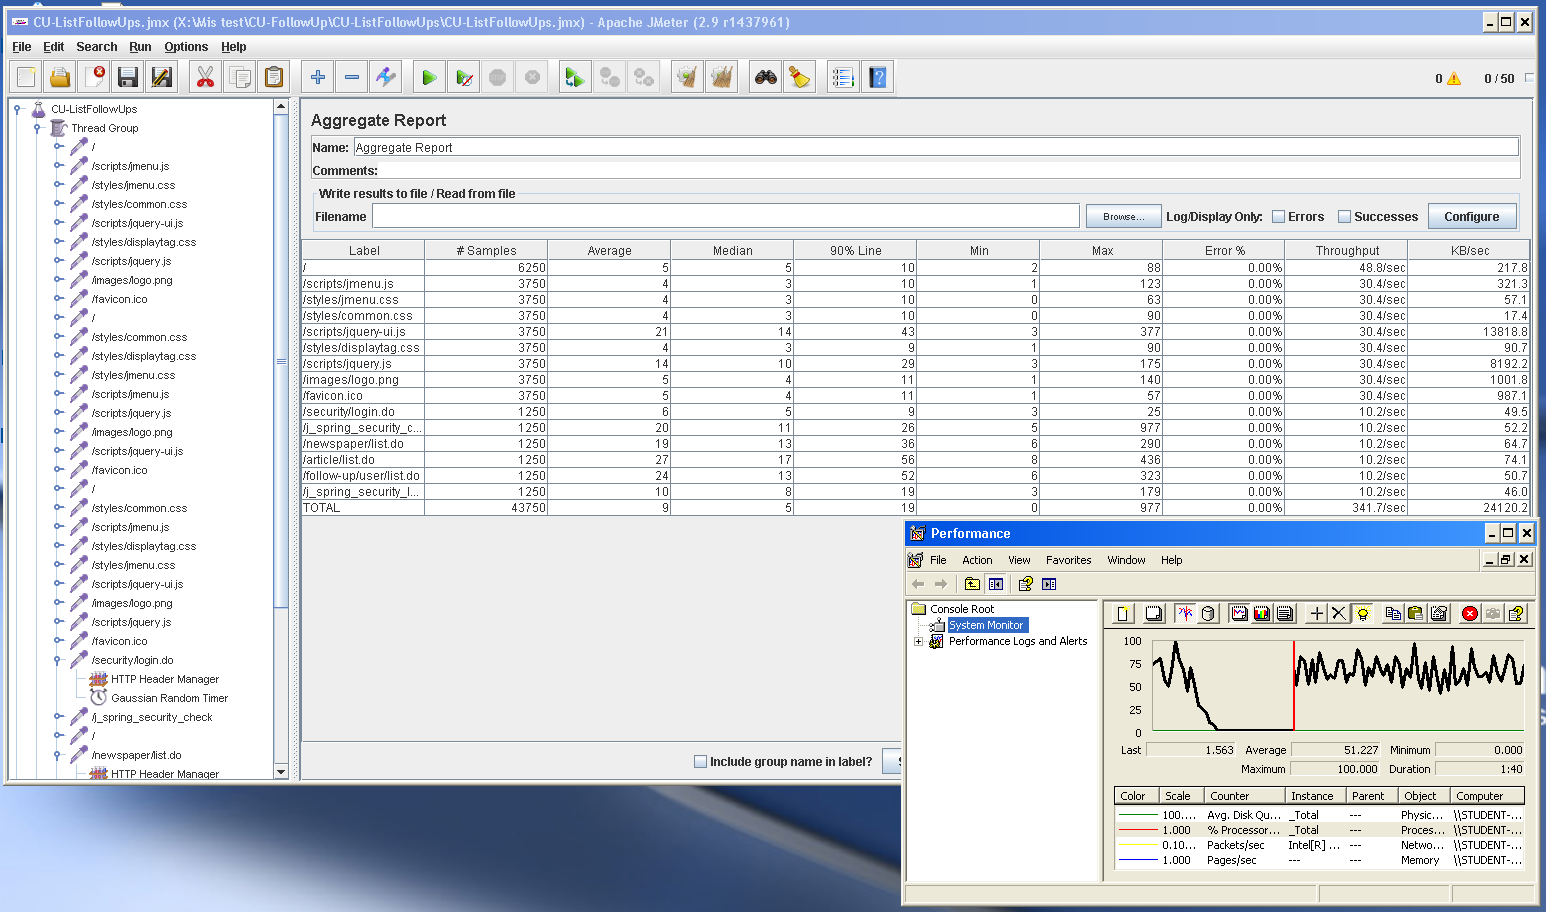 CU-ListFollowUps.jmx (X:\Mis test\CU-FollowUp\CU-ListFollowUps\CU-ListFollowUps.jmx) - Apache JMeter (2.9 r1437961)
File Edit Search Run Options Help
0 0 / 50
CU-ListFollowUps
Thread Group
/
/scripts/jmenu.js
/styles/jmenu.css
/styles/common.css
/scripts/jquery-ui.js
/styles/displaytag.css
/scripts/jquery.js
/images/logo.png
/favicon.ico
/
/styles/common.css
/styles/displaytag.css
/styles/jmenu.css
/scripts/jmenu.js
/scripts/jquery.js
/images/logo.png
/scripts/jquery-ui.js
/favicon.ico
/
/styles/common.css
/scripts/jmenu.js
/styles/displaytag.css
/styles/jmenu.css
/scripts/jquery-ui.js
/images/logo.png
/scripts/jquery.js
/favicon.ico
/security/login.do
HTTP Header Manager
Gaussian Random Timer
/j_spring_security_check
/
/newspaper/list.do
HTTP Header Manager
Aggregate Report
Name: Aggregate Report
Comments:
Write results to file / Read from file
Filename Browse... Log/Display Only: Errors Successes Configure
Label # Samples Average Median 90% Line Min Max Error % Throughput KB/sec
/ 6250 5 5 10 2 88 0.00% 48.8/sec 217.8
/scripts/jmenu.js 3750 4 3 10 1 123 0.00% 30.4/sec 321.3
/styles/jmenu.css 3750 4 3 10 0 63 0.00% 30.4/sec 57.1
/styles/common.css 3750 4 3 10 0 90 0.00% 30.4/sec 17.4
/scripts/jquery-ui.js 3750 21 14 43 3 377 0.00% 30.4/sec 13818.8
/styles/displaytag.css 3750 4 3 9 1 90 0.00% 30.4/sec 90.7
/scripts/jquery.js 3750 14 10 29 3 175 0.00% 30.4/sec 8192.2
/images/logo.png 3750 5 4 11 1 140 0.00% 30.4/sec 1001.8
/favicon.ico 3750 5 4 11 1 57 0.00% 30.4/sec 987.1
/security/login.do 1250 6 5 9 3 25 0.00% 10.2/sec 49.5
/j_spring_security_c... 1250 20 11 26 5 977 0.00% 10.2/sec 52.2
/newspaper/list.do 1250 19 13 36 6 290 0.00% 10.2/sec 64.7
/article/list.do 1250 27 17 56 8 436 0.00% 10.2/sec 74.1
/follow-up/user/list.do 1250 24 13 52 6 323 0.00% 10.2/sec 50.7
/j_spring_security_l... 1250 10 8 19 3 179 0.00% 10.2/sec 46.0
TOTAL 43750 9 5 19 0 977 0.00% 341.7/sec 24120.2
Include group name in label?
Performance
File Action View Favorites Window Help
Console Root
System Monitor
Performance Logs and Alerts
100
75
50
25
0
Last 1.563 Average 51.227 Minimum 0.000
Maximum 100.000 Duration 1:40
Color Scale Counter Instance Parent Object Computer
100.... Avg. Disk Qu... _Total --- Physic... \\STUDENT-...
1.000 % Processor... _Total --- Proces... \\STUDENT-...
0.10... Packets/sec Intel[R] ... --- Netwo... \\STUDENT-...
1.000 Pages/sec --- --- Memory \\STUDENT-...